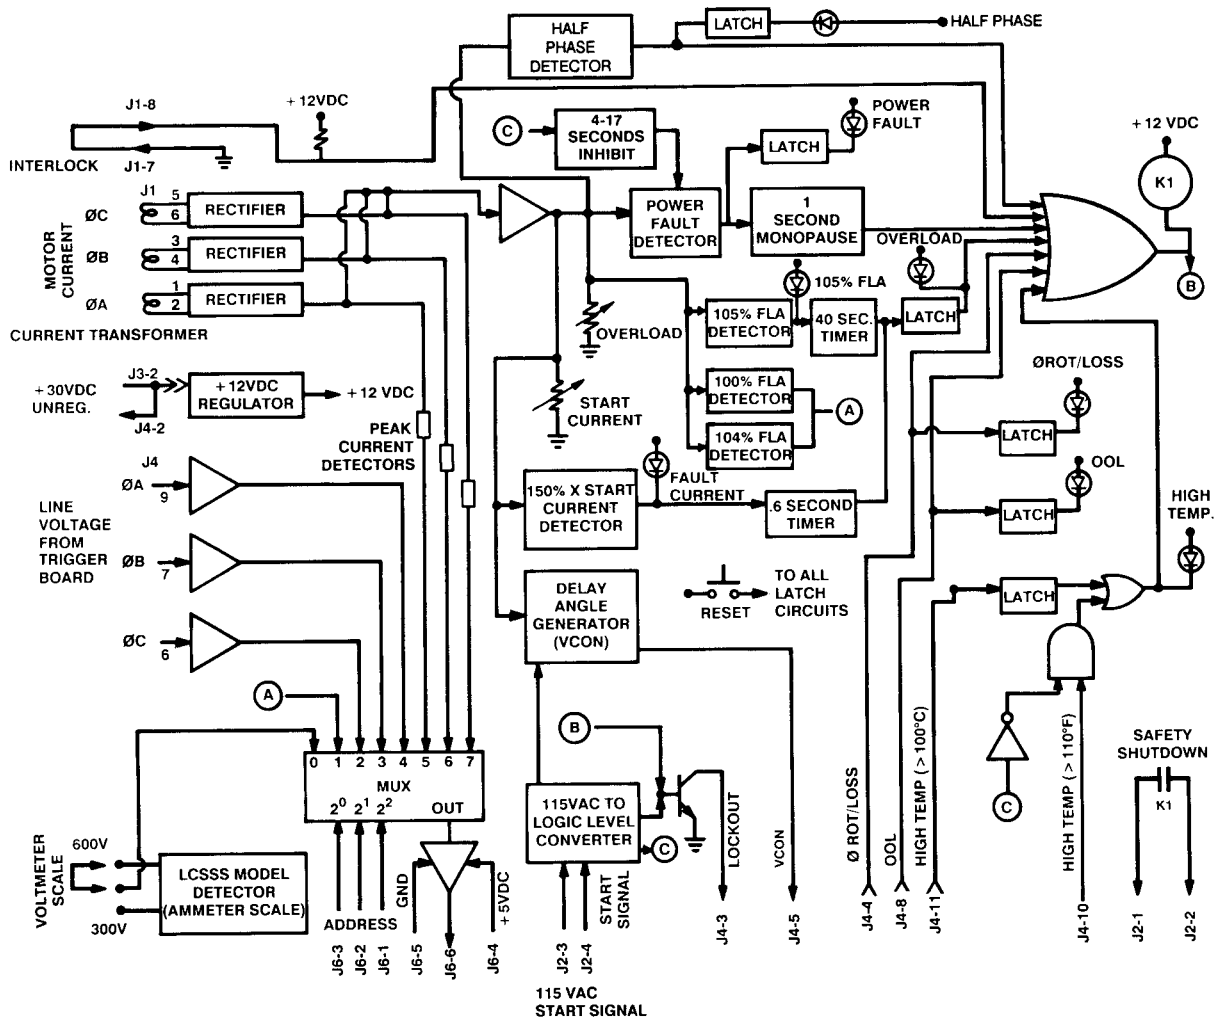 HALF
PHASE
DETECTOR
LATCH
HALF PHASE
J1-8
+ 12VDC
INTERLOCK
J1-7
C
4-17
SECONDS
INHIBIT
POWER
FAULT
LATCH
+ 12 VDC
K1
B
J1
5
6
ØC
RECTIFIER
3
4
ØB
RECTIFIER
1
2
ØA
RECTIFIER
MOTOR
CURRENT
CURRENT TRANSFORMER
POWER
FAULT
DETECTOR
1
SECOND
MONOPAUSE
OVERLOAD
105% FLA
OVERLOAD
105% FLA
DETECTOR
40 SEC.
TIMER
LATCH
J3-2
+30VDC
UNREG.
J4-2
+12VDC
REGULATOR
+ 12 VDC
START
CURRENT
100% FLA
DETECTOR
104% FLA
DETECTOR
A
ØROT/LOSS
LATCH
PEAK
CURRENT
DETECTORS
FAULT
CURRENT
150% X START
CURRENT
DETECTOR
.6 SECOND
TIMER
OOL
LATCH
HIGH
TEMP.
J4
ØA
9
ØB
7
ØC
6
LINE
VOLTAGE
FROM
TRIGGER
BOARD
DELAY
ANGLE
GENERATOR
(VCON)
RESET
TO ALL
LATCH
CIRCUITS
LATCH
A
B
0 1 2 3 4 5 6 7
MUX
2⁰ 2¹ 2² OUT
115VAC TO
LOGIC LEVEL
CONVERTER
C
LOCKOUT
VCON
Ø ROT/LOSS
OOL
HIGH TEMP (> 100°C)
C
HIGH TEMP (> 110°F)
SAFETY
SHUTDOWN
K1
VOLTMETER
SCALE
600V
300V
LCSSS MODEL
DETECTOR
(AMMETER SCALE)
ADDRESS
GND
+ 5VDC
START
SIGNAL
J6-3
J6-2
J6-1
J6-5
J6-6
J6-4
J2-3
J2-4
J4-3
J4-5
J4-4
J4-8
J4-11
J4-10
J2-1
J2-2
115 VAC
START SIGNAL